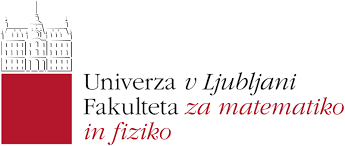 Univerza v Ljubljani
Fakulteta za matematiko
in fiziko